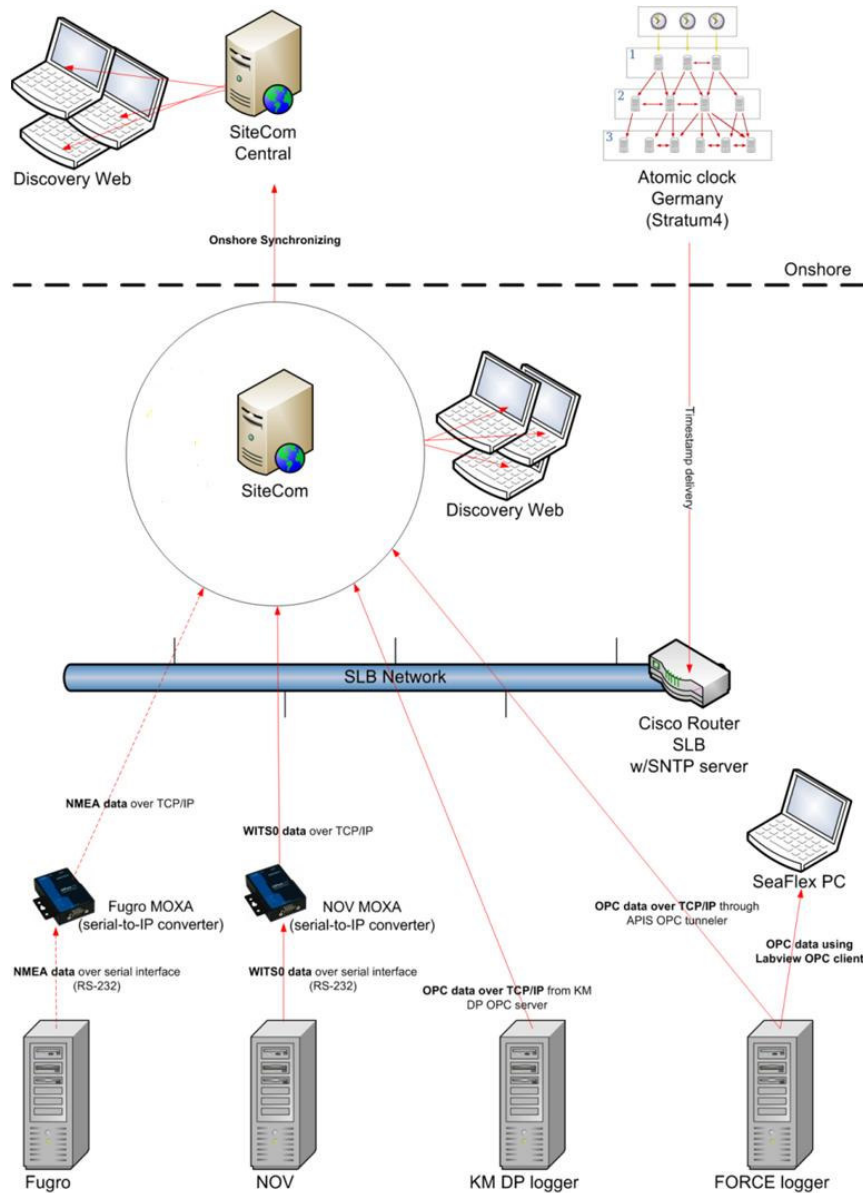 1
2
3
SiteCom
Central
Discovery Web
Atomic clock
Germany
(Stratum4)
Onshore Synchronizing
Onshore
SiteCom
Discovery Web
Timestamp delivery
SLB Network
Cisco Router
SLB
w/SNTP server
NMEA data over TCP/IP
WITS0 data over TCP/IP
SeaFlex PC
Fugro MOXA
(serial-to-IP converter)
NOV MOXA
(serial-to-IP converter)
OPC data over TCP/IP through
APIS OPC tunneler
OPC data using
Labview OPC client
NMEA data over serial interface
(RS-232)
WITS0 data over serial interface
(RS-232)
OPC data over TCP/IP from KM
DP OPC server
Fugro
NOV
KM DP logger
FORCE logger